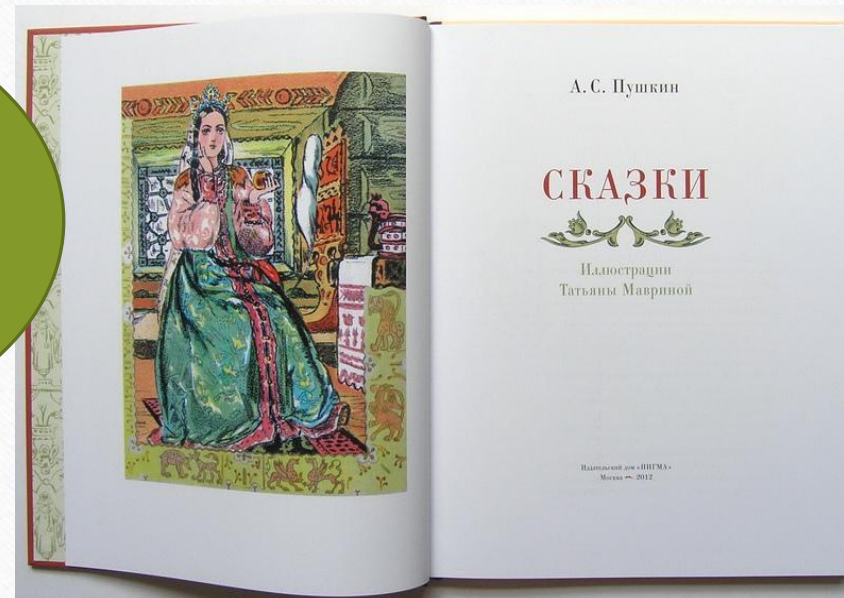 А. С. Пушкин
СКАЗКИ
Иллюстрации
Татьяны Мавриной
Издательский дом «НИГМА»
Москва 2012